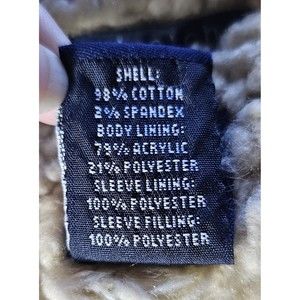 SHELL:
98% COTTON
2% SPANDEX
BODY LINING:
79% ACRYLIC
21% POLYESTER
SLEEVE LINING:
100% POLYESTER
SLEEVE FILLING:
100% POLYESTER